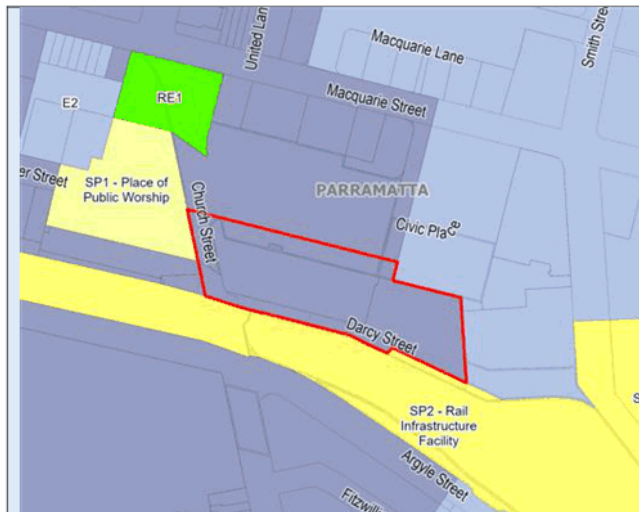 United Lane
Macquarie Lane
Smith Street
E2
RE1
Macquarie Street
SP1 - Place of
Public Worship
er Street
PARRAMATTA
Church Street
Civic Place
Darcy Street
SP2 - Rail
Infrastructure
Facility
S
Argyle Street
Fitzwilli